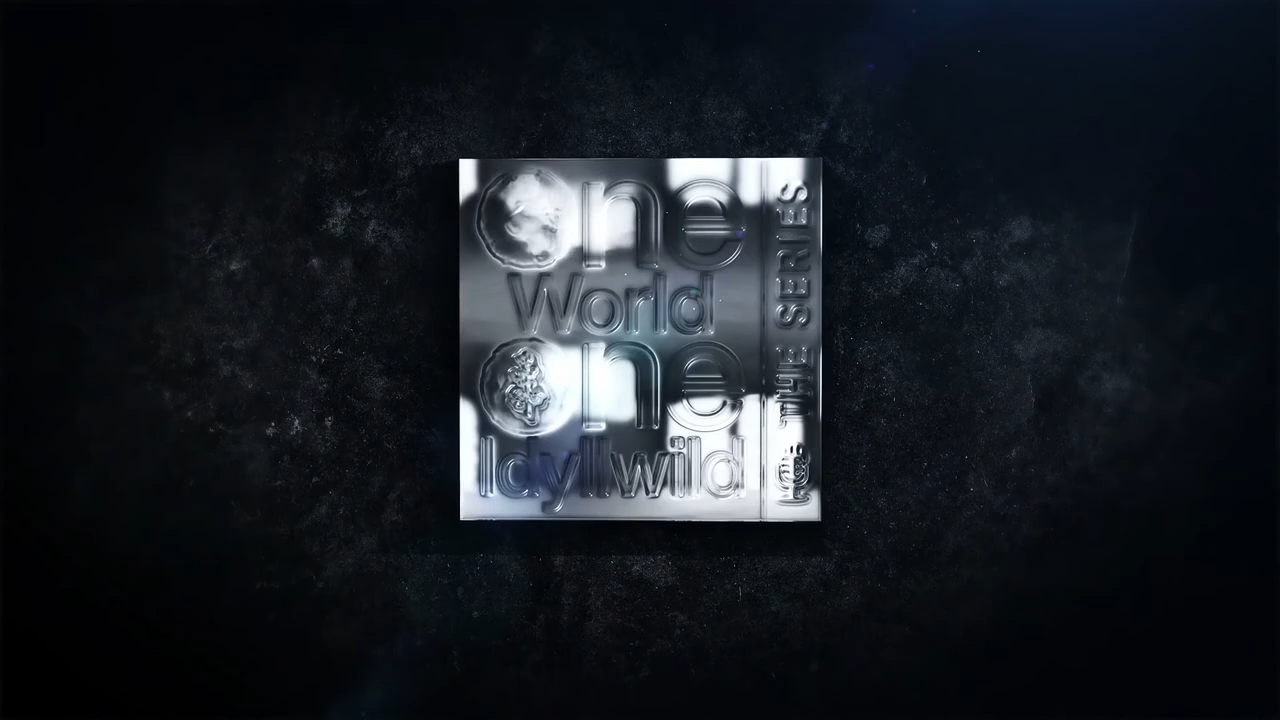 One
World
One
Idyllwild
THE SERIES